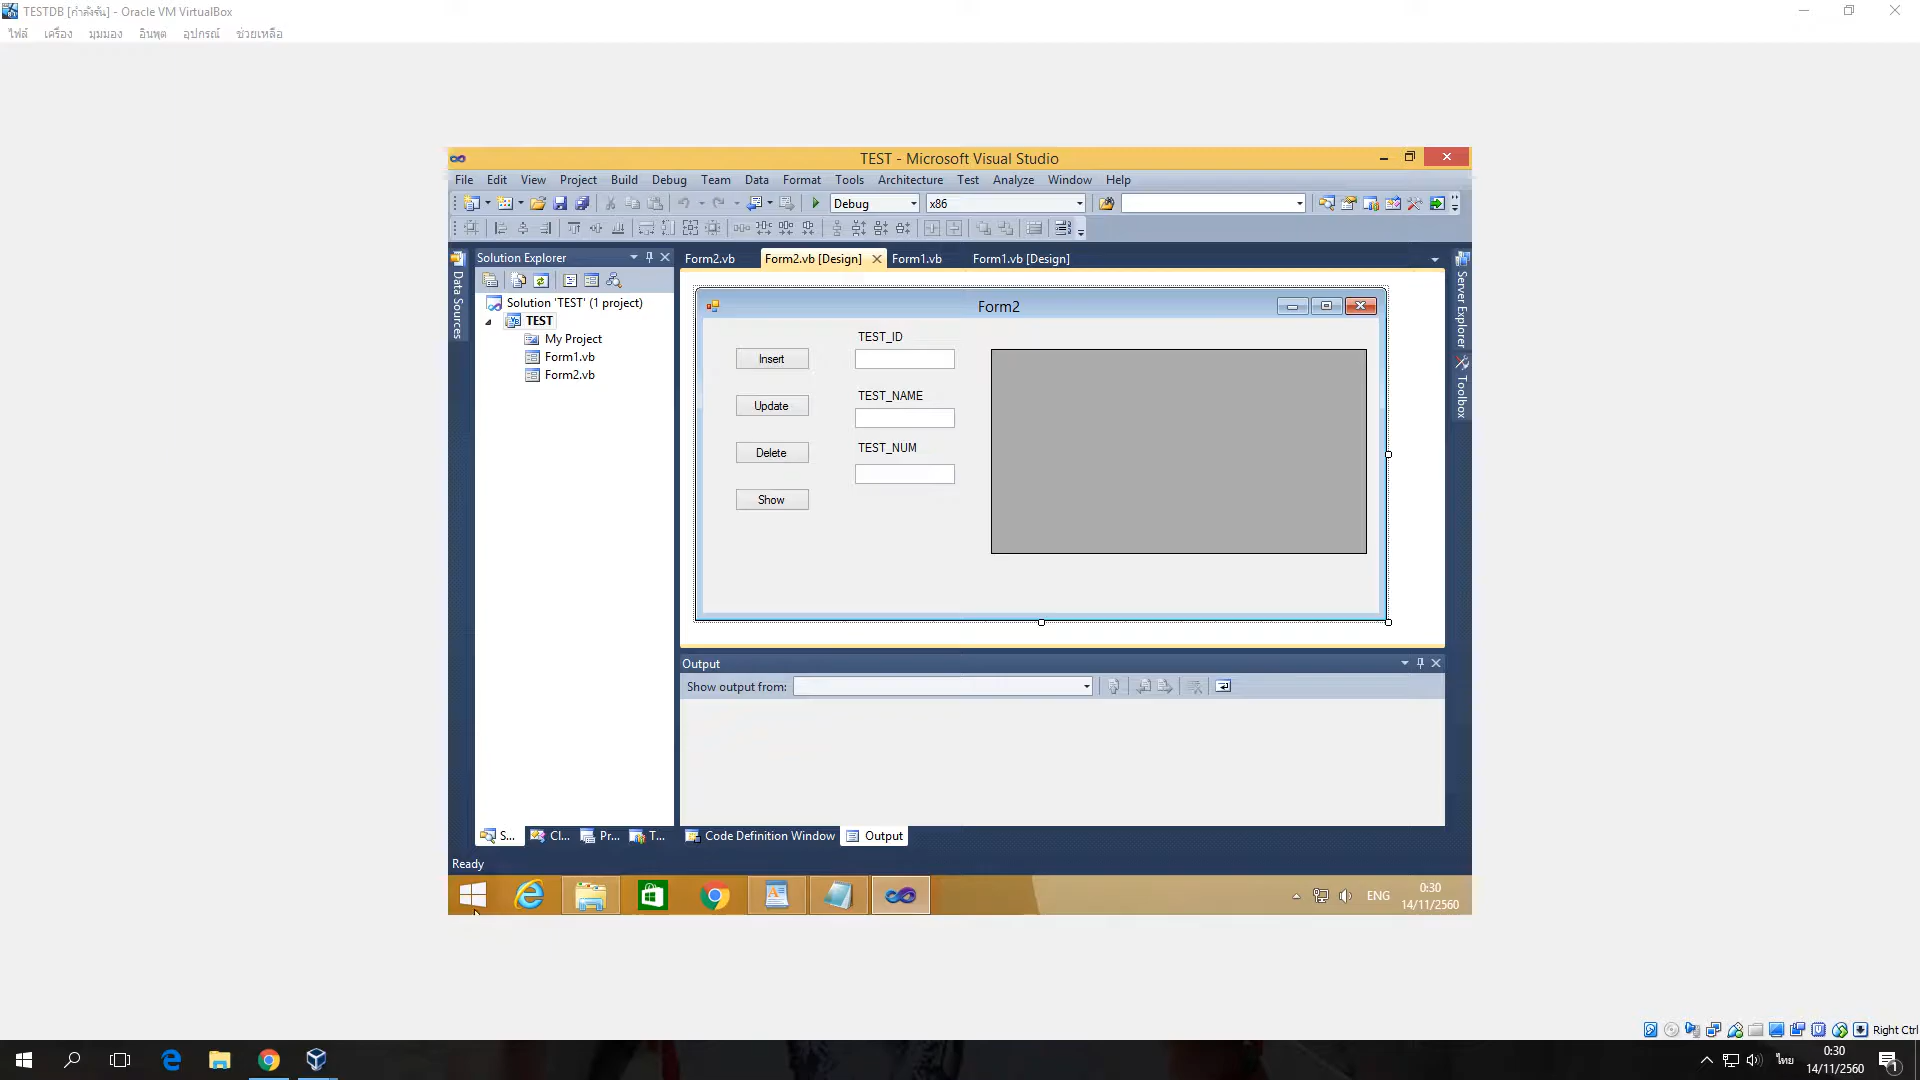 TESTDB [กำลังรัน] - Oracle VM VirtualBox
ไฟล์ เครื่อง มุมมอง อินพุต อุปกรณ์ ช่วยเหลือ
TEST - Microsoft Visual Studio
File Edit View Project Build Debug Team Data Format Tools Architecture Test Analyze Window Help
Debug x86
Data Sources
Solution Explorer
Solution 'TEST' (1 project)
TEST
My Project
Form1.vb
Form2.vb
Form2.vb Form2.vb [Design] Form1.vb Form1.vb [Design]
Form2
TEST_ID
Insert
TEST_NAME
Update
TEST_NUM
Delete
Show
Server Explorer
Toolbox
Output
Show output from:
S... Cl... Pr... T... Code Definition Window Output
Ready
ENG
0:30
14/11/2560
Right Ctrl
ไทย
0:30
14/11/2560
1